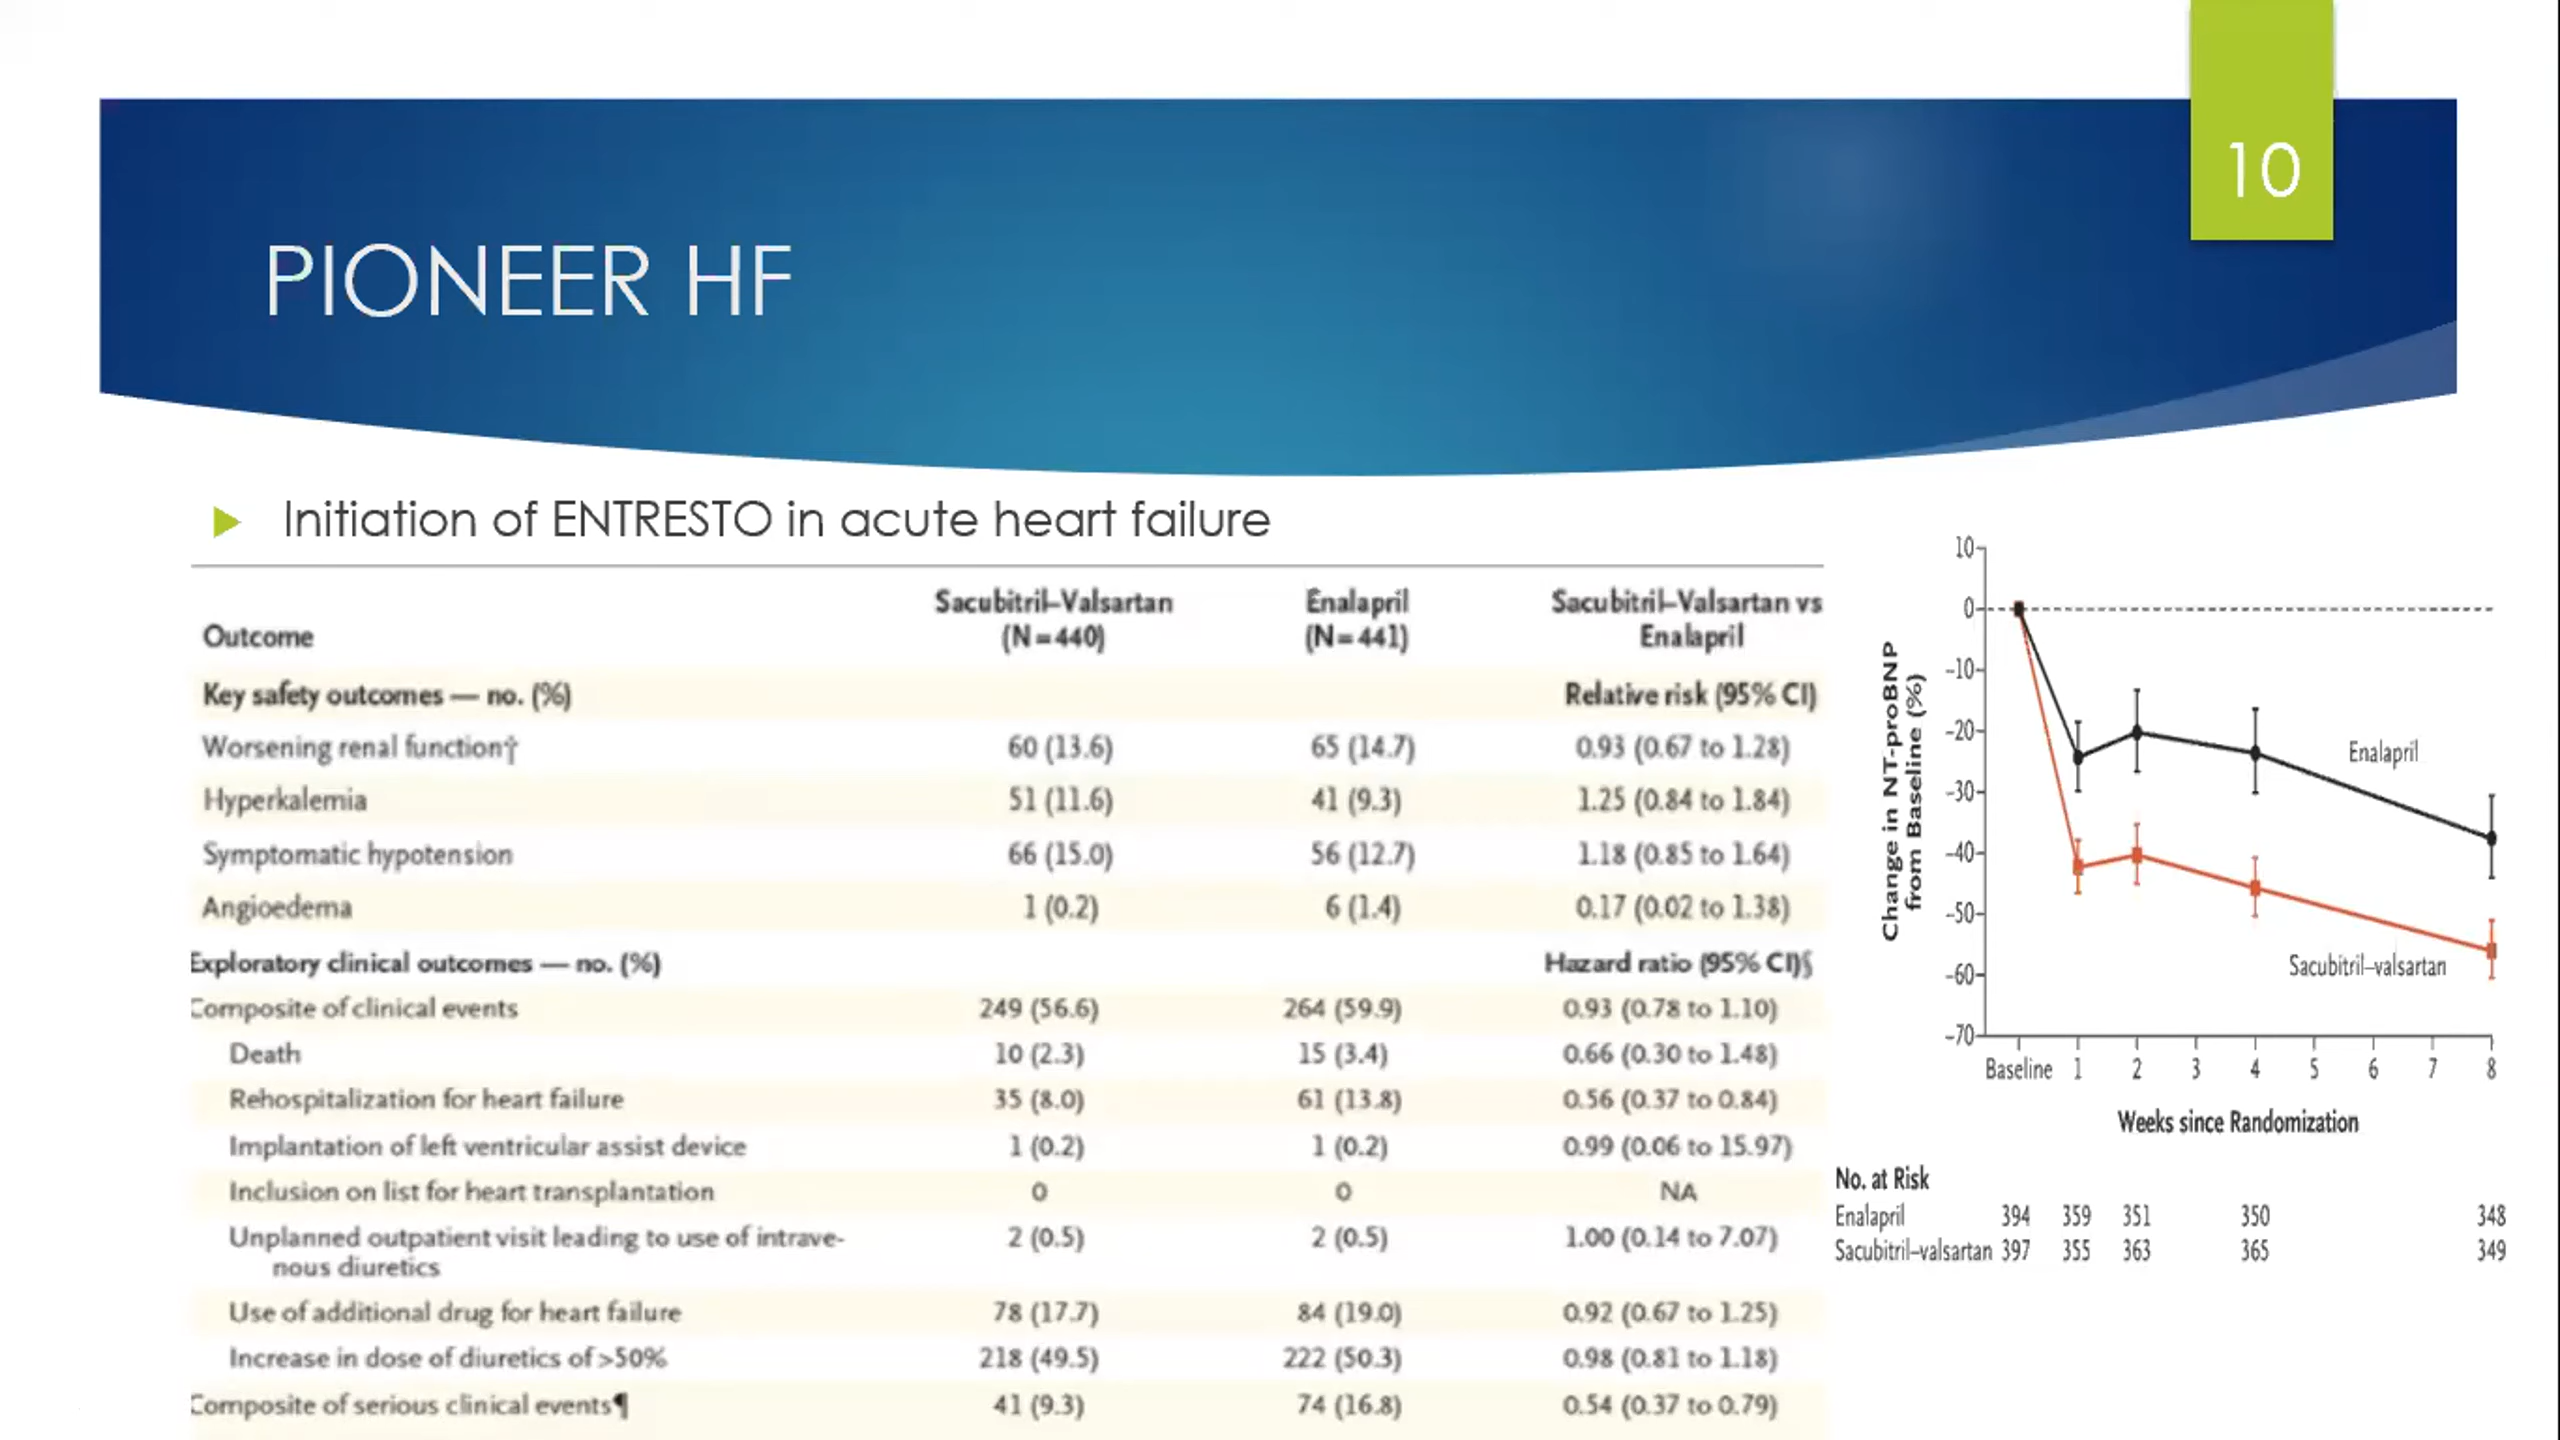 10
PIONEER HF
Initiation of ENTRESTO in acute heart failure
Outcome Sacubitril–Valsartan (N=440) Enalapril (N=441) Sacubitril–Valsartan vs Enalapril
Key safety outcomes — no. (%) Relative risk (95% CI)
Worsening renal function† 60 (13.6) 65 (14.7) 0.93 (0.67 to 1.28)
Hyperkalemia 51 (11.6) 41 (9.3) 1.25 (0.84 to 1.84)
Symptomatic hypotension 66 (15.0) 56 (12.7) 1.18 (0.85 to 1.64)
Angioedema 1 (0.2) 6 (1.4) 0.17 (0.02 to 1.38)
Exploratory clinical outcomes — no. (%) Hazard ratio (95% CI)§
Composite of clinical events 249 (56.6) 264 (59.9) 0.93 (0.78 to 1.10)
Death 10 (2.3) 15 (3.4) 0.66 (0.30 to 1.48)
Rehospitalization for heart failure 35 (8.0) 61 (13.8) 0.56 (0.37 to 0.84)
Implantation of left ventricular assist device 1 (0.2) 1 (0.2) 0.99 (0.06 to 15.97)
Inclusion on list for heart transplantation 0 0 NA
Unplanned outpatient visit leading to use of intrave- 2 (0.5) 2 (0.5) 1.00 (0.14 to 7.07)
nous diuretics
Use of additional drug for heart failure 78 (17.7) 84 (19.0) 0.92 (0.67 to 1.25)
Increase in dose of diuretics of >50% 218 (49.5) 222 (50.3) 0.98 (0.81 to 1.18)
Composite of serious clinical events¶ 41 (9.3) 74 (16.8) 0.54 (0.37 to 0.79)
Change in NT-proBNP
from Baseline (%)
10
0
-10
-20
-30
-40
-50
-60
-70
Enalapril
Sacubitril–valsartan
Baseline 1 2 3 4 5 6 7 8
Weeks since Randomization
No. at Risk
Enalapril 394 359 351 350 348
Sacubitril–valsartan 397 355 363 365 349